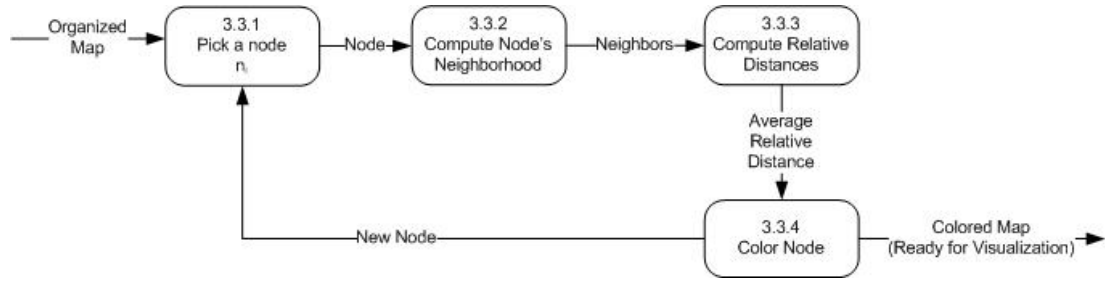 Organized
Map
3.3.1
Pick a node
nᵢ
Node
3.3.2
Compute Node's
Neighborhood
Neighbors
3.3.3
Compute Relative
Distances
Average
Relative
Distance
3.3.4
Color Node
New Node
Colored Map
(Ready for Visualization)